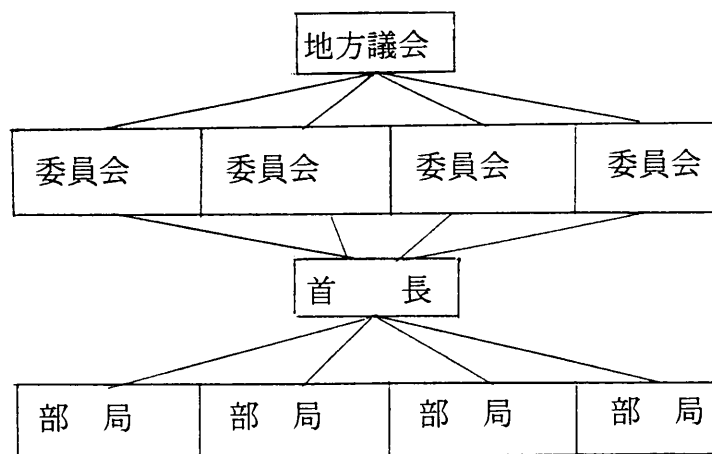 地方議会
委員会 委員会 委員会 委員会
首 長
部 局 部 局 部 局 部 局